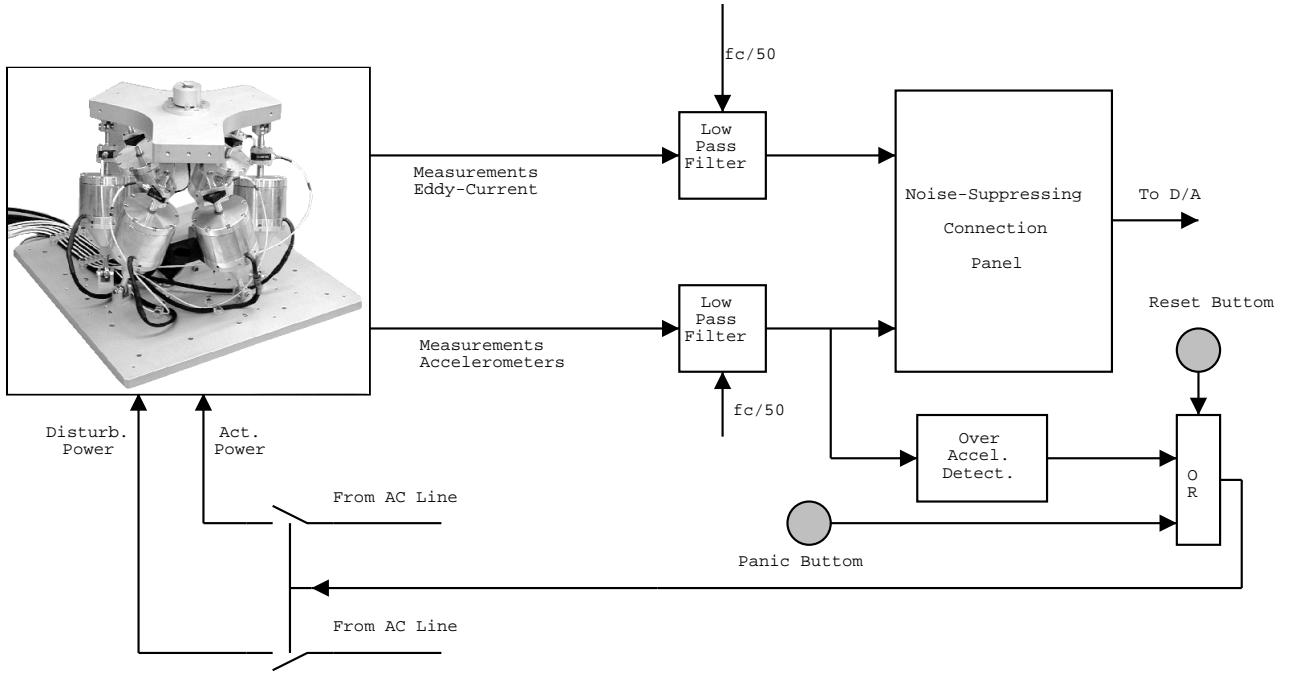 fc/50
Low
Pass
Filter
Measurements
Eddy-Current
Noise-Suppressing
Connection
Panel
To D/A
Low
Pass
Filter
Measurements
Accelerometers
fc/50
Reset Buttom
Disturb.
Power
Act.
Power
Over
Accel.
Detect.
O
R
From AC Line
Panic Buttom
From AC Line